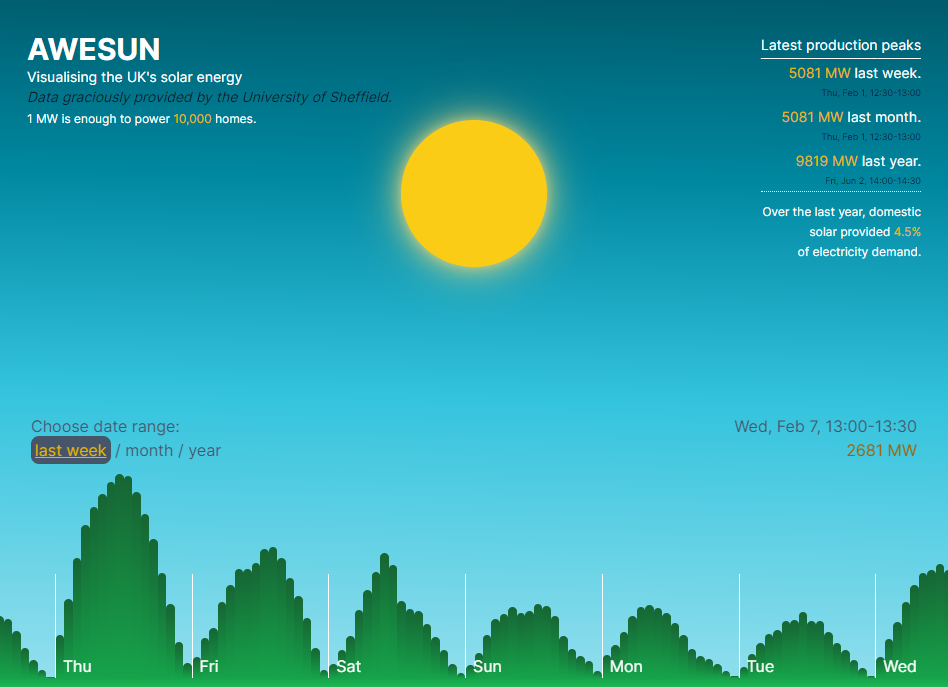 AWESUN
Visualising the UK's solar energy
Data graciously provided by the University of Sheffield.
1 MW is enough to power 10,000 homes.
Latest production peaks
5081 MW last week.
Thu, Feb 1, 12:30-13:00
5081 MW last month.
Thu, Feb 1, 12:30-13:00
9819 MW last year.
Fri, Jun 2, 14:00-14:30
Over the last year, domestic
solar provided 4.5%
of electricity demand.
Choose date range:
last week / month / year
Wed, Feb 7, 13:00-13:30
2681 MW
Thu
Fri
Sat
Sun
Mon
Tue
Wed